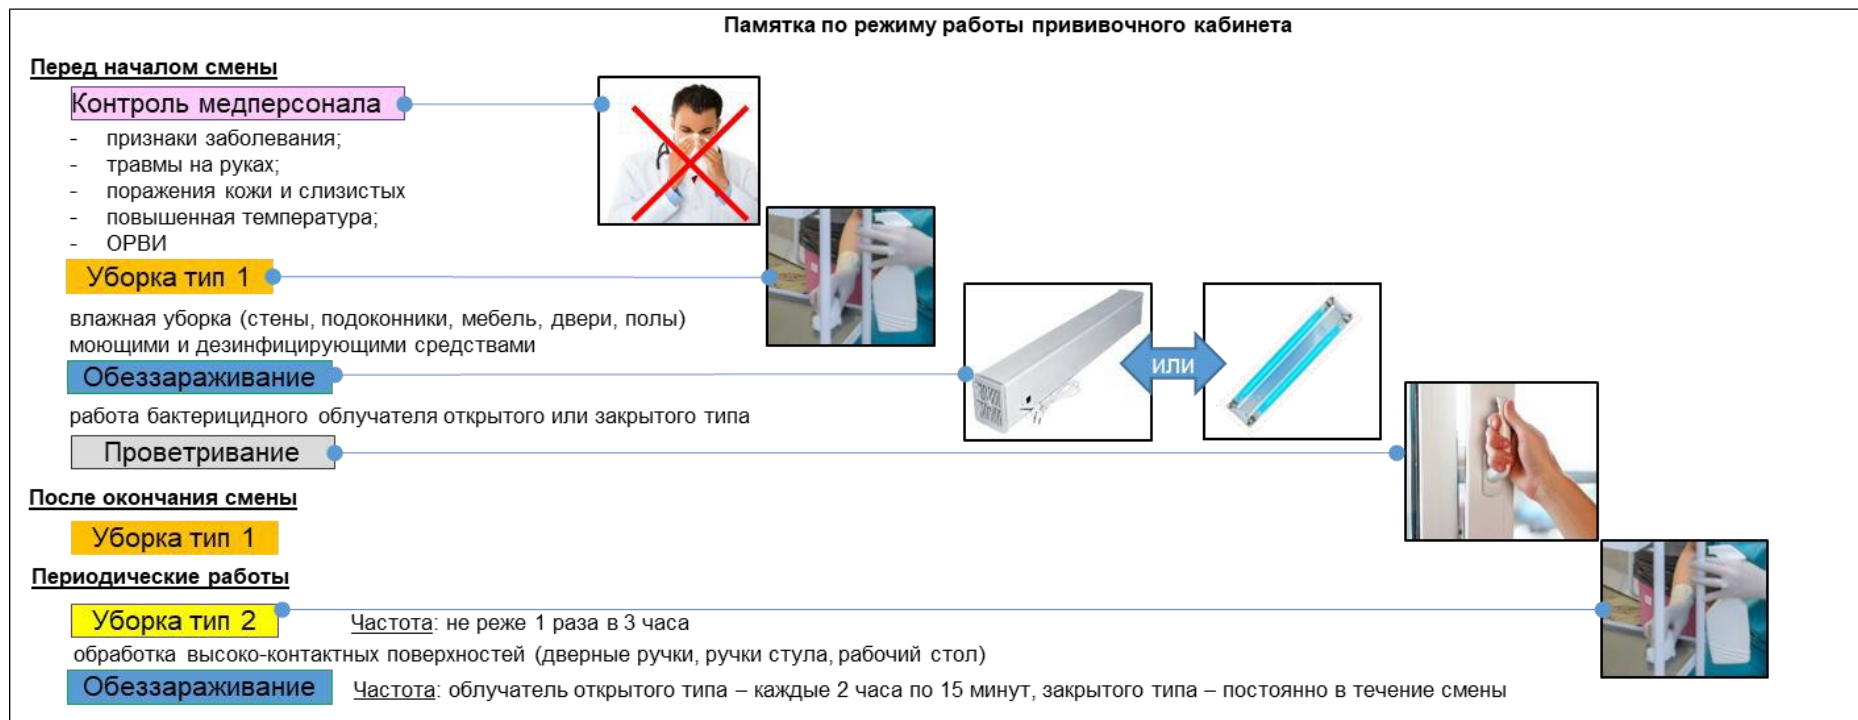 Памятка по режиму работы прививочного кабинета
Перед началом смены
Контроль медперсонала
- признаки заболевания;
- травмы на руках;
- поражения кожи и слизистых
- повышенная температура;
- ОРВИ
Уборка тип 1
влажная уборка (стены, подоконники, мебель, двери, полы)
моющими и дезинфицирующими средствами
Обеззараживание
ИЛИ
работа бактерицидного облучателя открытого или закрытого типа
Проветривание
После окончания смены
Уборка тип 1
Периодические работы
Уборка тип 2 Частота: не реже 1 раза в 3 часа
обработка высоко-контактных поверхностей (дверные ручки, ручки стула, рабочий стол)
Обеззараживание Частота: облучатель открытого типа – каждые 2 часа по 15 минут, закрытого типа – постоянно в течение смены